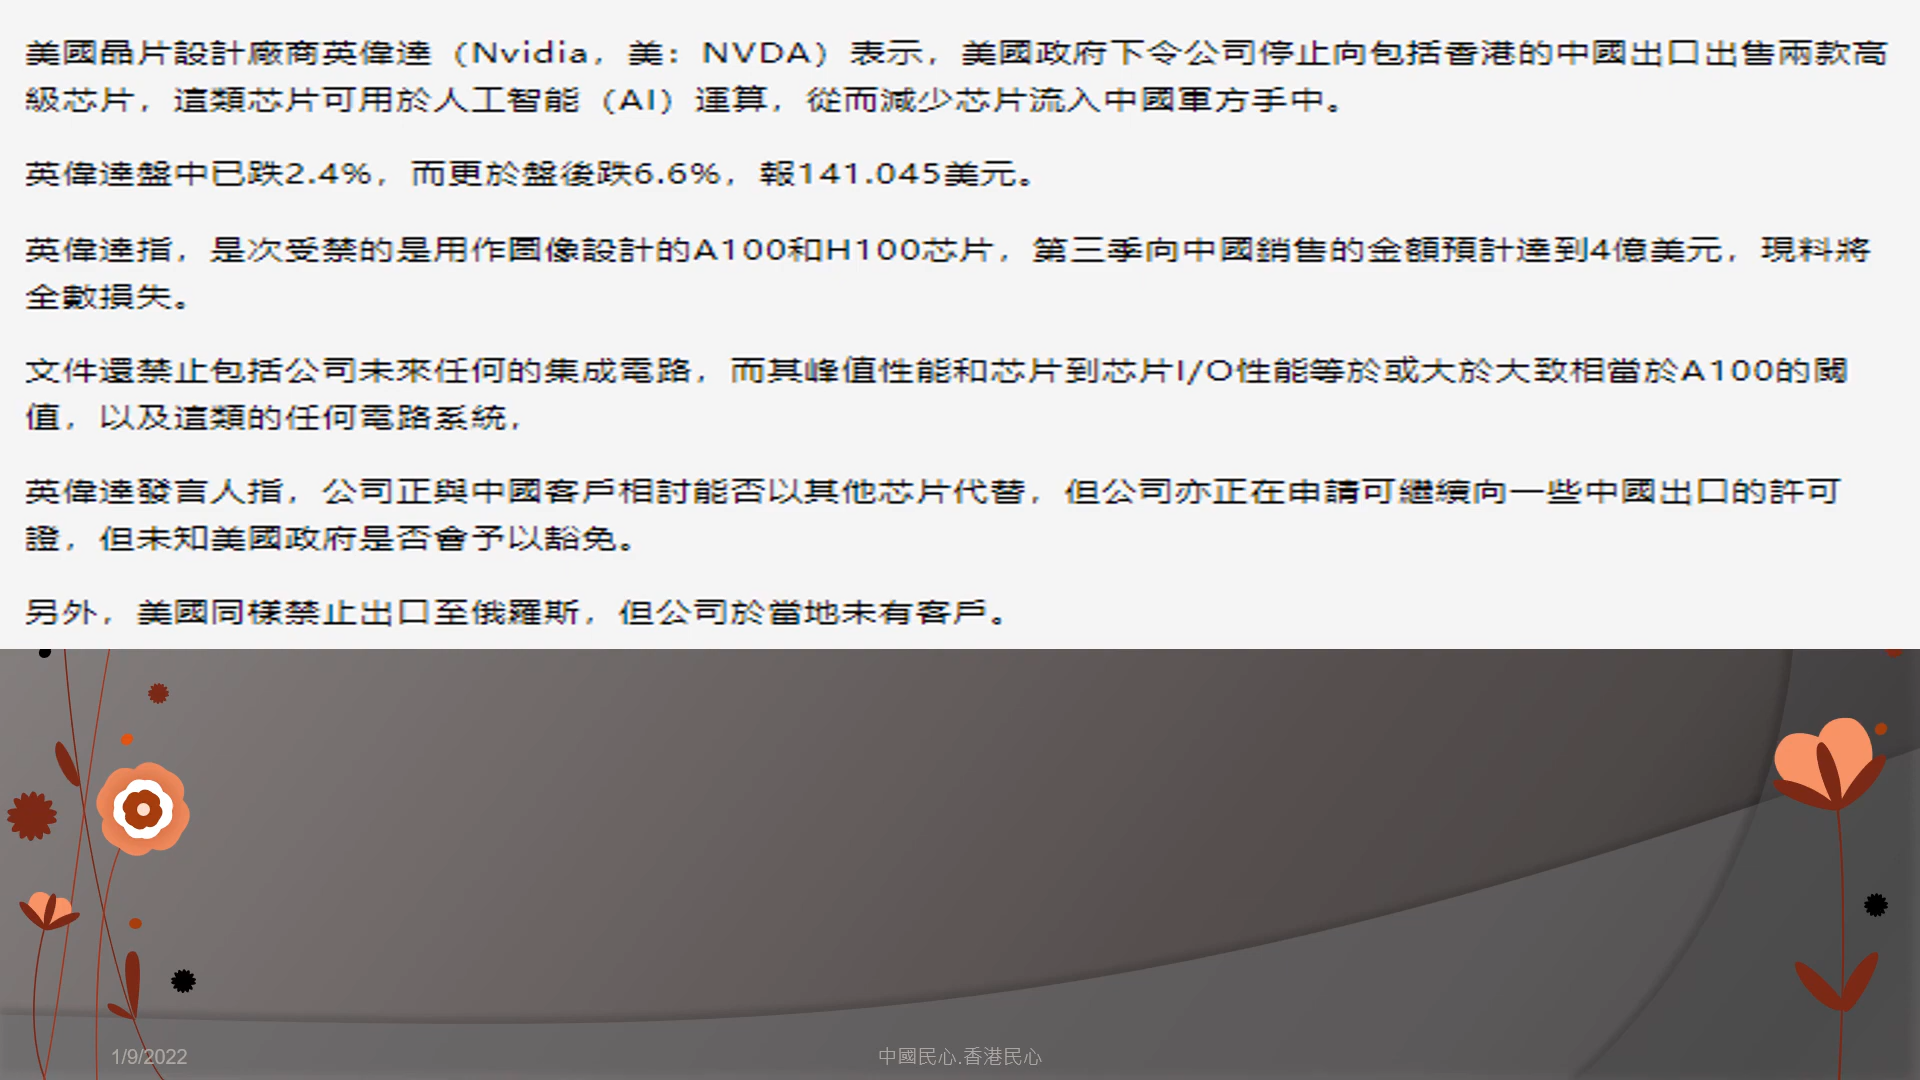 美國晶片設計廠商英偉達（Nvidia，美：NVDA）表示，美國政府下令公司停止向包括香港的中國出口出售兩款高
級芯片，這類芯片可用於人工智能（AI）運算，從而減少芯片流入中國軍方手中。
英偉達盤中已跌2.4%，而更於盤後跌6.6%，報141.045美元。
英偉達指，是次受禁的是用作圖像設計的A100和H100芯片，第三季向中國銷售的金額預計達到4億美元，現料將
全數損失。
文件還禁止包括公司未來任何的集成電路，而其峰值性能和芯片到芯片I/O性能等於或大於大致相當於A100的閾
值，以及這類的任何電路系統，
英偉達發言人指，公司正與中國客戶相討能否以其他芯片代替，但公司亦正在申請可繼續向一些中國出口的許可
證，但未知美國政府是否會予以豁免。
另外，美國同樣禁止出口至俄羅斯，但公司於當地未有客戶。
1/9/2022
中國民心.香港民心